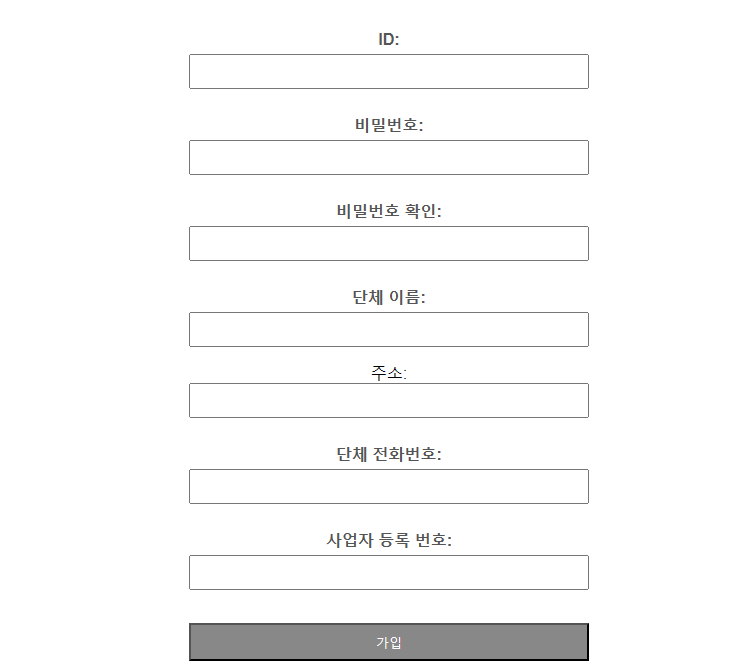 ID:
비밀번호:
비밀번호 확인:
단체 이름:
주소:
단체 전화번호:
사업자 등록 번호:
가입